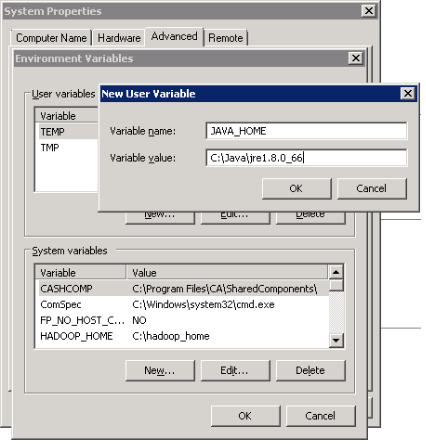 System Properties
Computer Name Hardware Advanced Remote
Environment Variables
User variables
Variable
TEMP
TMP
New User Variable
Variable name: JAVA_HOME
Variable value: C:\Java\jre1.8.0_66
OK Cancel
New... Edit... Delete
System variables
Variable Value
CASHCOMP C:\Program Files\CA\SharedComponents\
ComSpec C:\Windows\system32\cmd.exe
FP_NO_HOST_C... NO
HADOOP_HOME C:\hadoop_home
New... Edit... Delete
OK Cancel